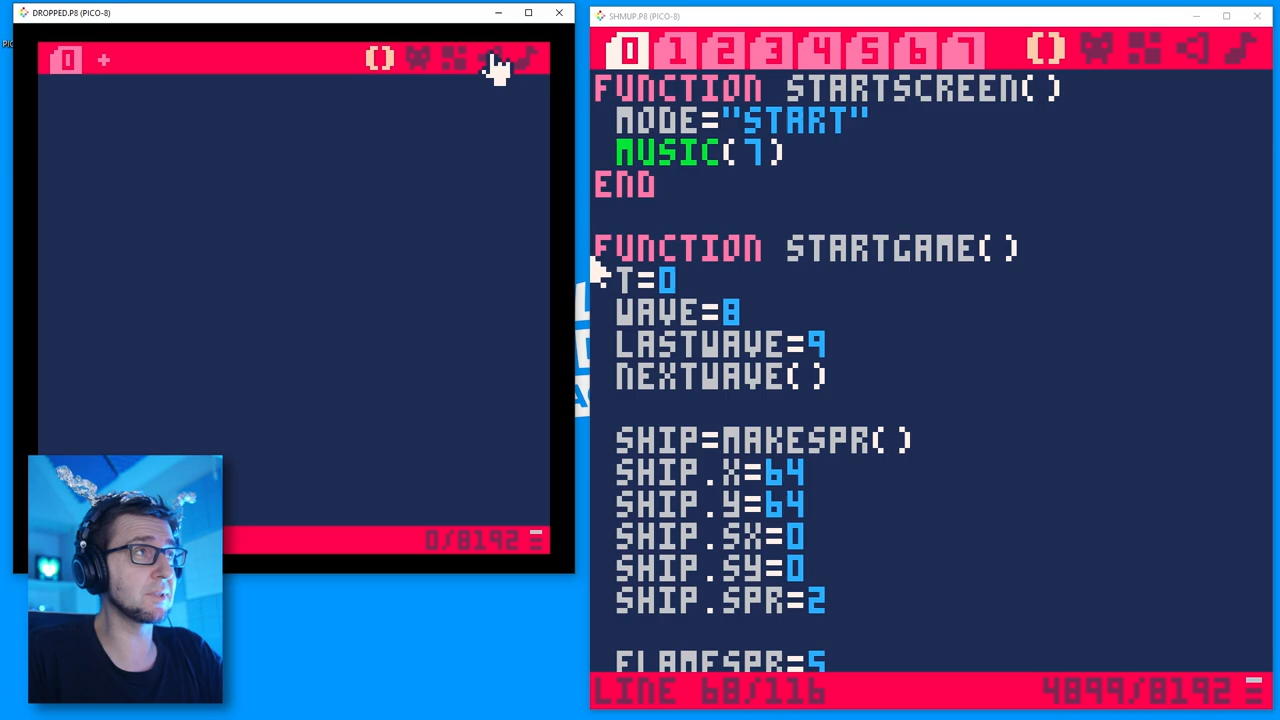 DROPPED.P8 (PICO-8)
0 +
0/8192
SHMUP.P8 (PICO-8)
0 1 2 3 4 5 6 7
FUNCTION STARTSCREEN()
MODE="START"
MUSIC(7)
END
FUNCTION STARTGAME()
T=0
WAVE=8
LASTWAVE=9
NEXTWAVE()
SHIP=MAKESPR()
SHIP.X=64
SHIP.Y=64
SHIP.SX=0
SHIP.SY=0
SHIP.SPR=2
FLAMESPR=5
LINE 68/116
4899/8192